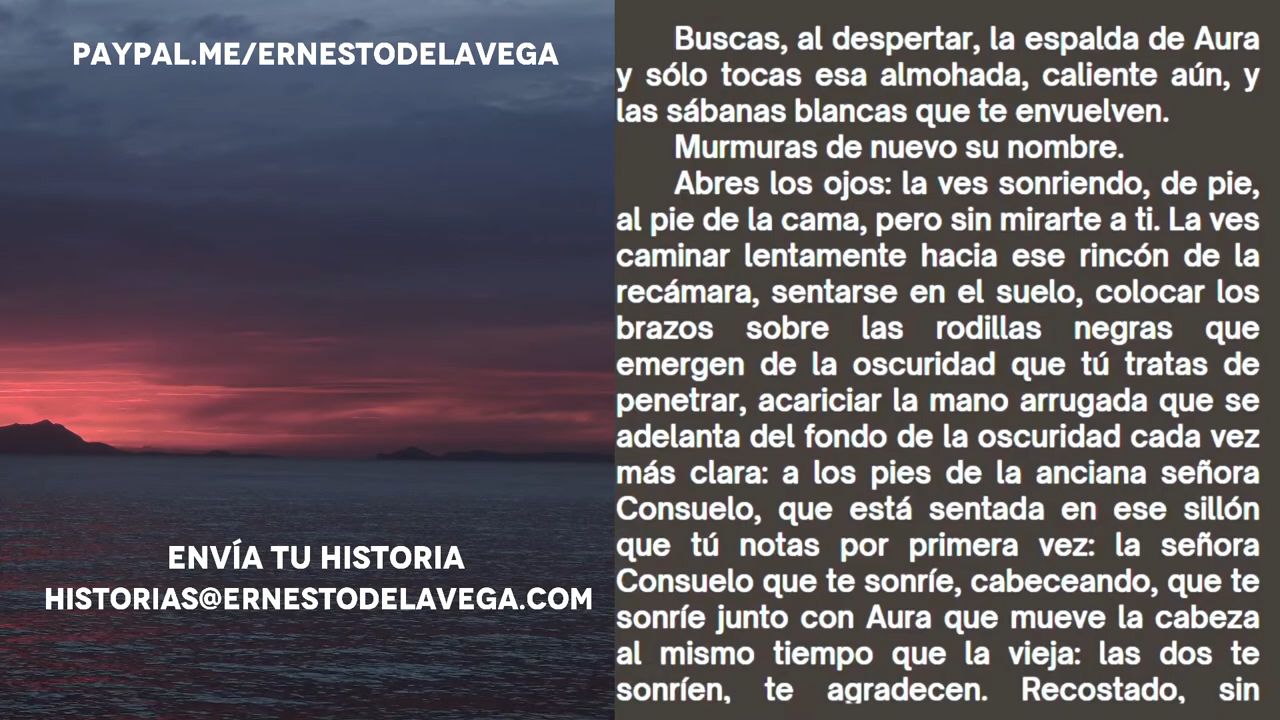 PAYPAL.ME/ERNESTODELAVEGA
ENVÍA TU HISTORIA
HISTORIAS@ERNESTODELAVEGA.COM
Buscas, al despertar, la espalda de Aura
y sólo tocas esa almohada, caliente aún, y
las sábanas blancas que te envuelven.
Murmuras de nuevo su nombre.
Abres los ojos: la ves sonriendo, de pie,
al pie de la cama, pero sin mirarte a ti. La ves
caminar lentamente hacia ese rincón de la
recámara, sentarse en el suelo, colocar los
brazos sobre las rodillas negras que
emergen de la oscuridad que tú tratas de
penetrar, acariciar la mano arrugada que se
adelanta del fondo de la oscuridad cada vez
más clara: a los pies de la anciana señora
Consuelo, que está sentada en ese sillón
que tú notas por primera vez: la señora
Consuelo que te sonríe, cabeceando, que te
sonríe junto con Aura que mueve la cabeza
al mismo tiempo que la vieja: las dos te
sonríen, te agradecen. Recostado, sin